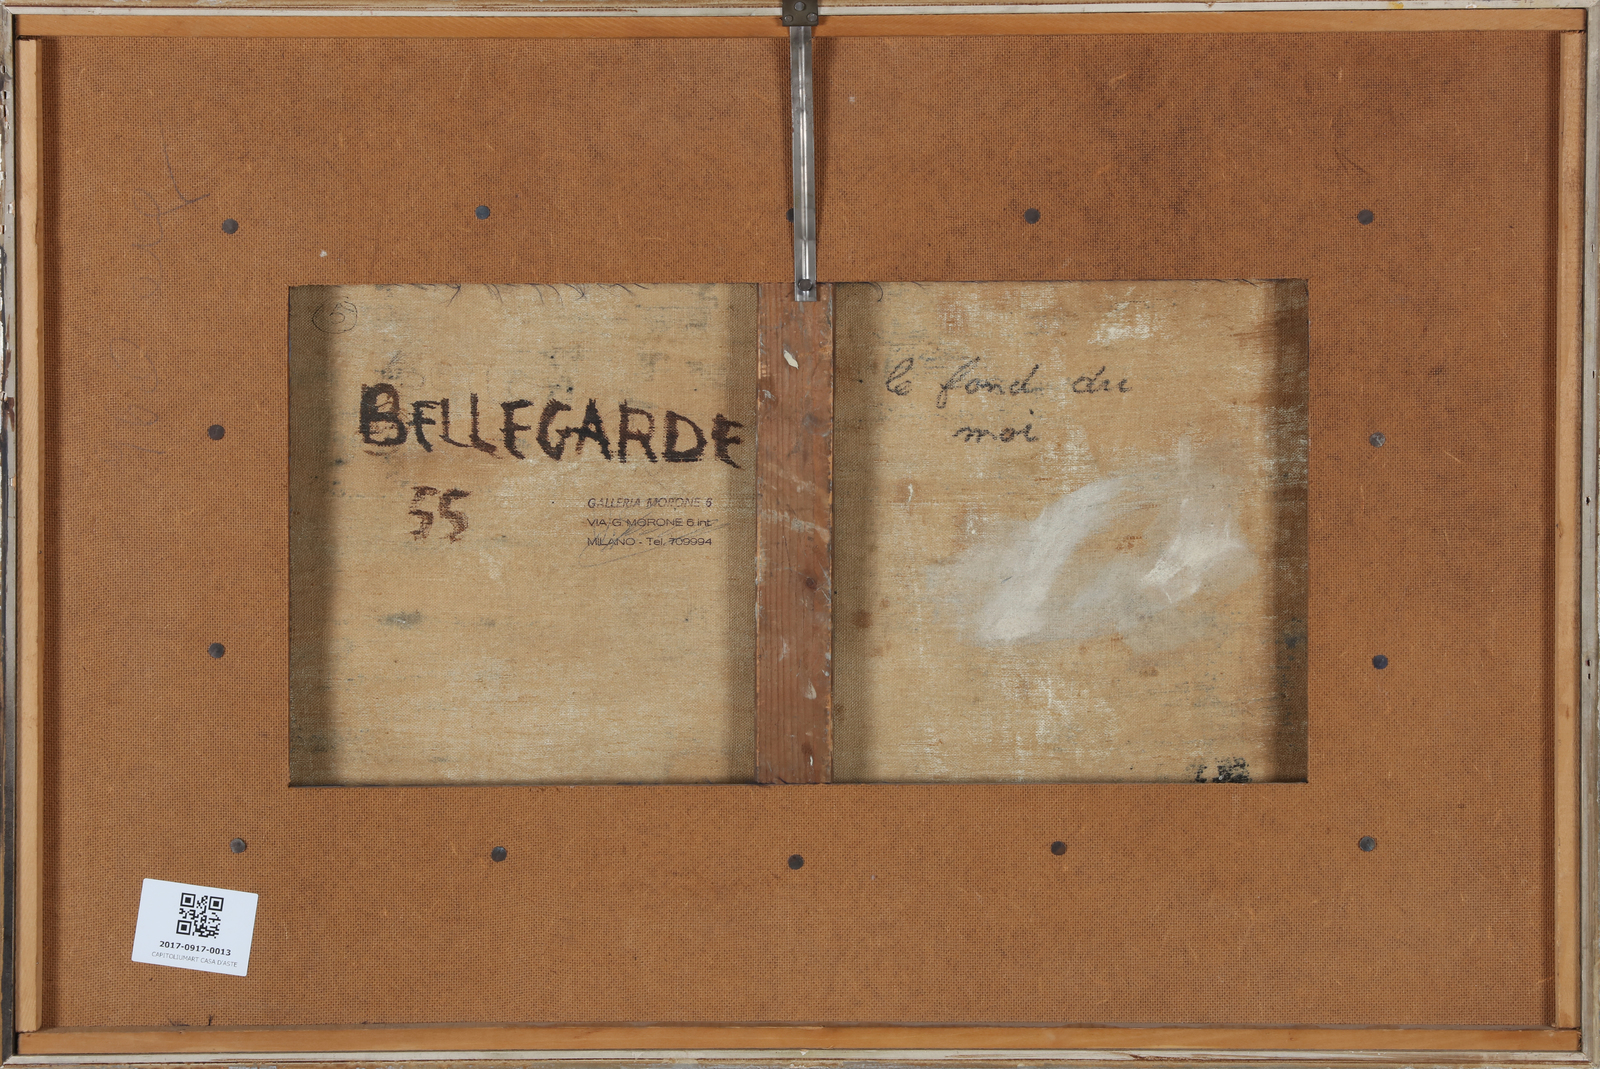 BELLEGARDE
55
GALLERIA MORONE 6
VIA G. MORONE 6 int.
MILANO - Tel. 709994
le fond du
moi
2017-0917-0013
CAPITOLIUMART CASA D'ASTE